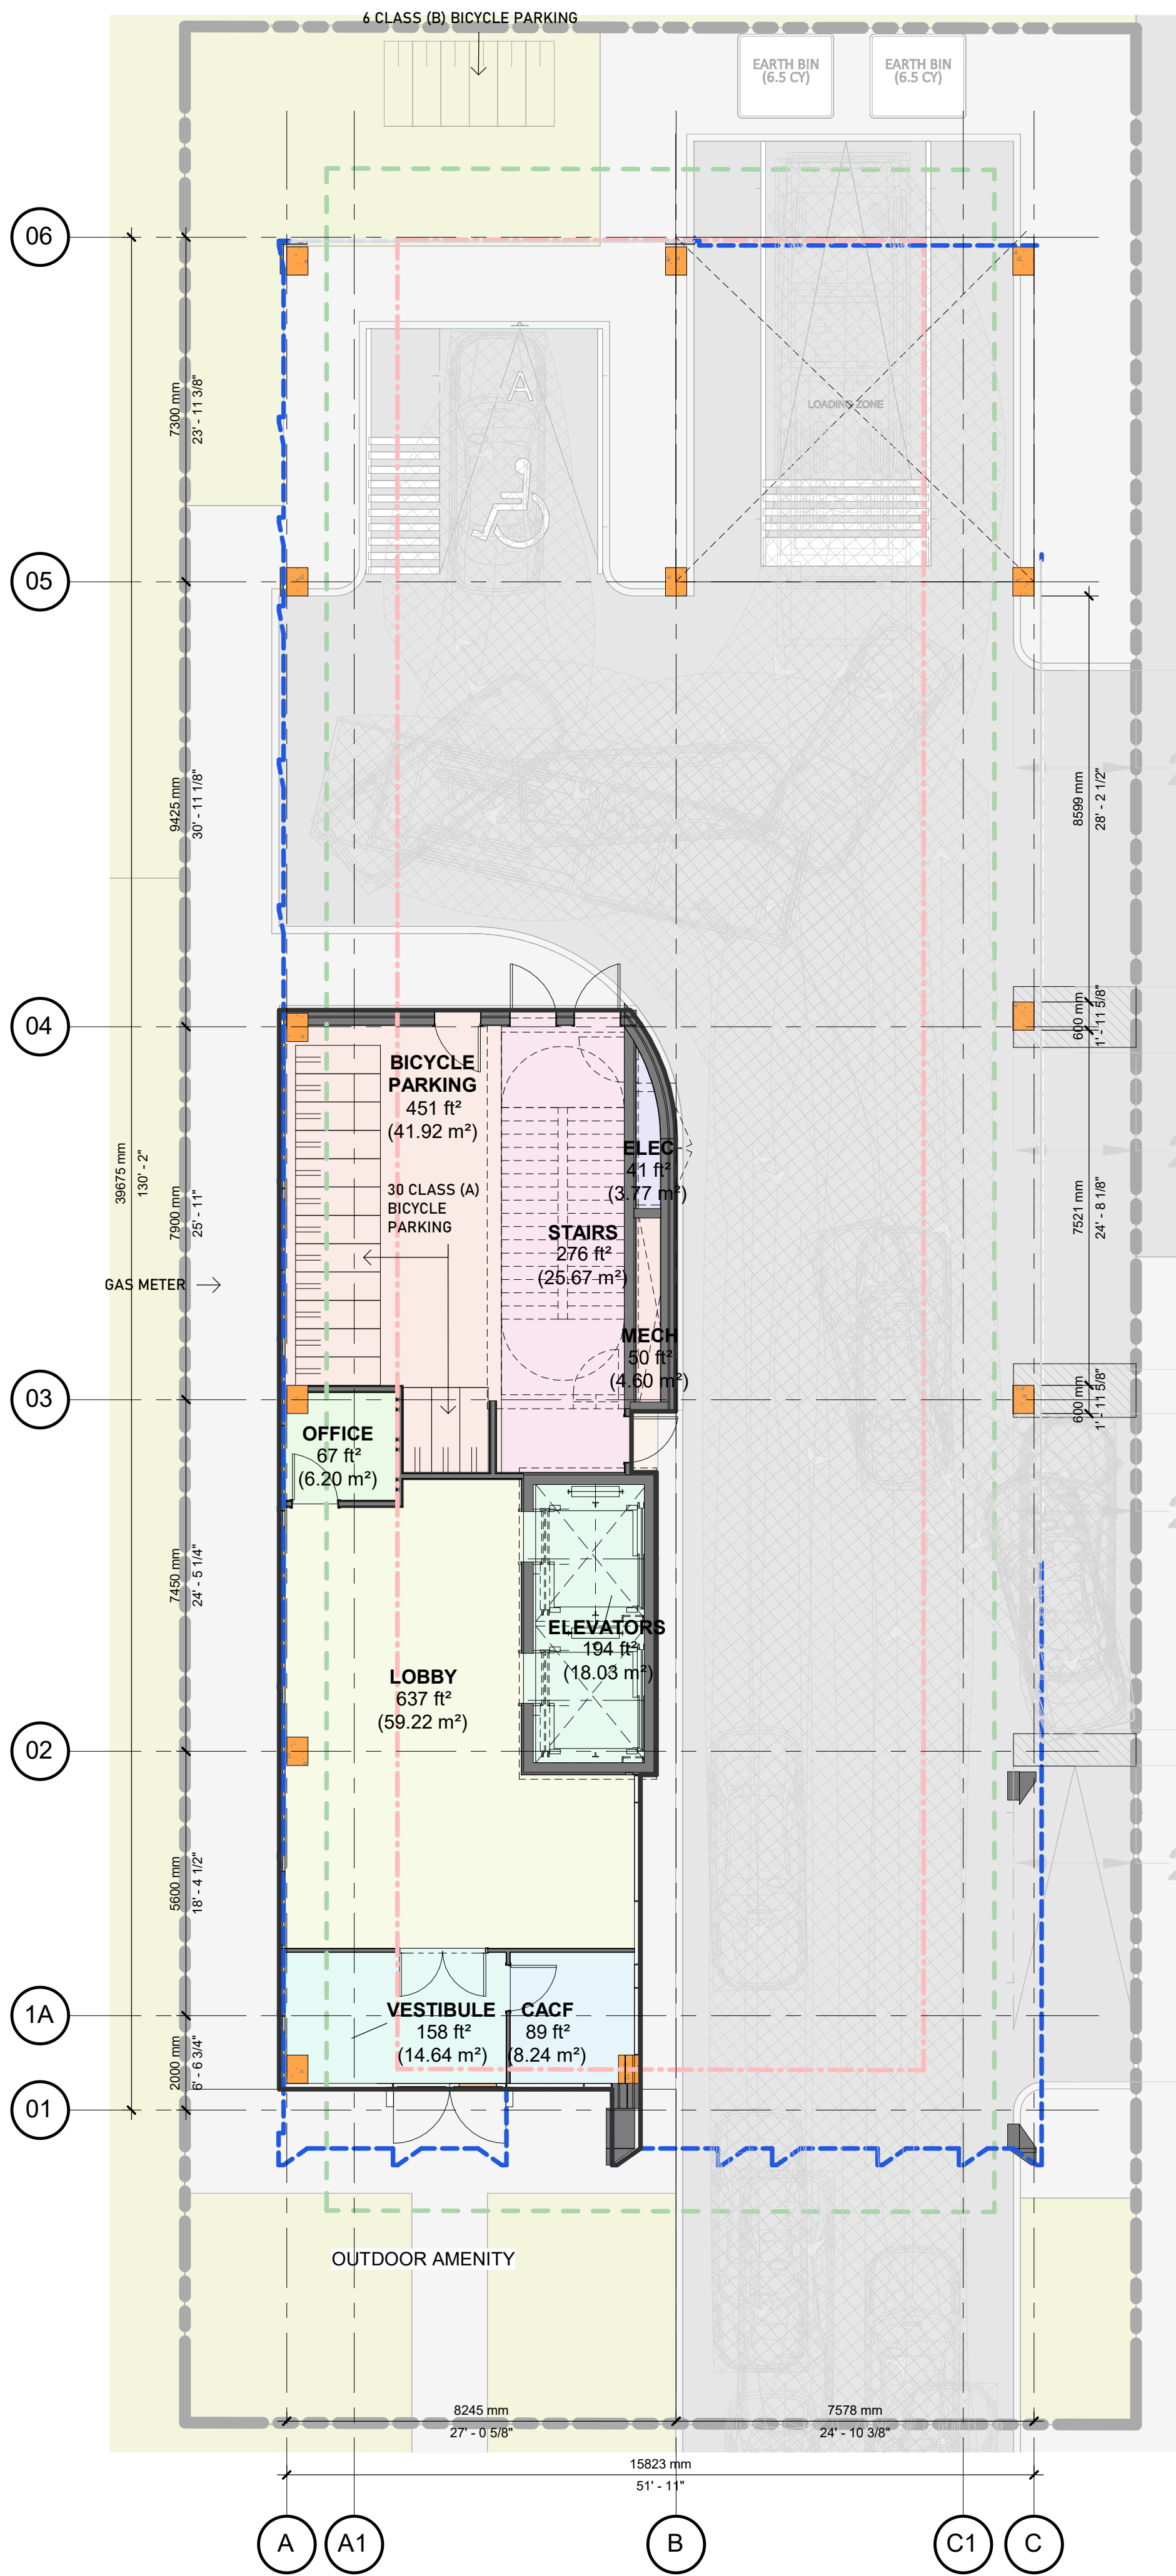 6 CLASS (B) BICYCLE PARKING
EARTH BIN
(6.5 CY)
EARTH BIN
(6.5 CY)
06
7300 mm
23' - 11 3/8"
A
LOADING ZONE
05
9425 mm
30' - 11 1/8"
8599 mm
28' - 2 1/2"
04
600 mm
1' - 11 5/8"
BICYCLE
PARKING
451 ft²
(41.92 m²)
39675 mm
130' - 2"
7900 mm
25' - 11"
30 CLASS (A)
BICYCLE
PARKING
ELEC
41 ft²
(3.77 m²)
STAIRS
276 ft²
(25.67 m²)
7521 mm
24' - 8 1/8"
GAS METER
MECH
50 ft²
(4.60 m²)
03
600 mm
1' - 11 5/8"
OFFICE
67 ft²
(6.20 m²)
7450 mm
24' - 5 1/4"
ELEVATORS
194 ft²
(18.03 m²)
LOBBY
637 ft²
(59.22 m²)
02
5600 mm
18' - 4 1/2"
1A
VESTIBULE
158 ft²
(14.64 m²)
CACF
89 ft²
(8.24 m²)
2000 mm
6' - 6 3/4"
01
OUTDOOR AMENITY
8245 mm
27' - 0 5/8"
7578 mm
24' - 10 3/8"
15823 mm
51' - 11"
A
A1
B
C1
C